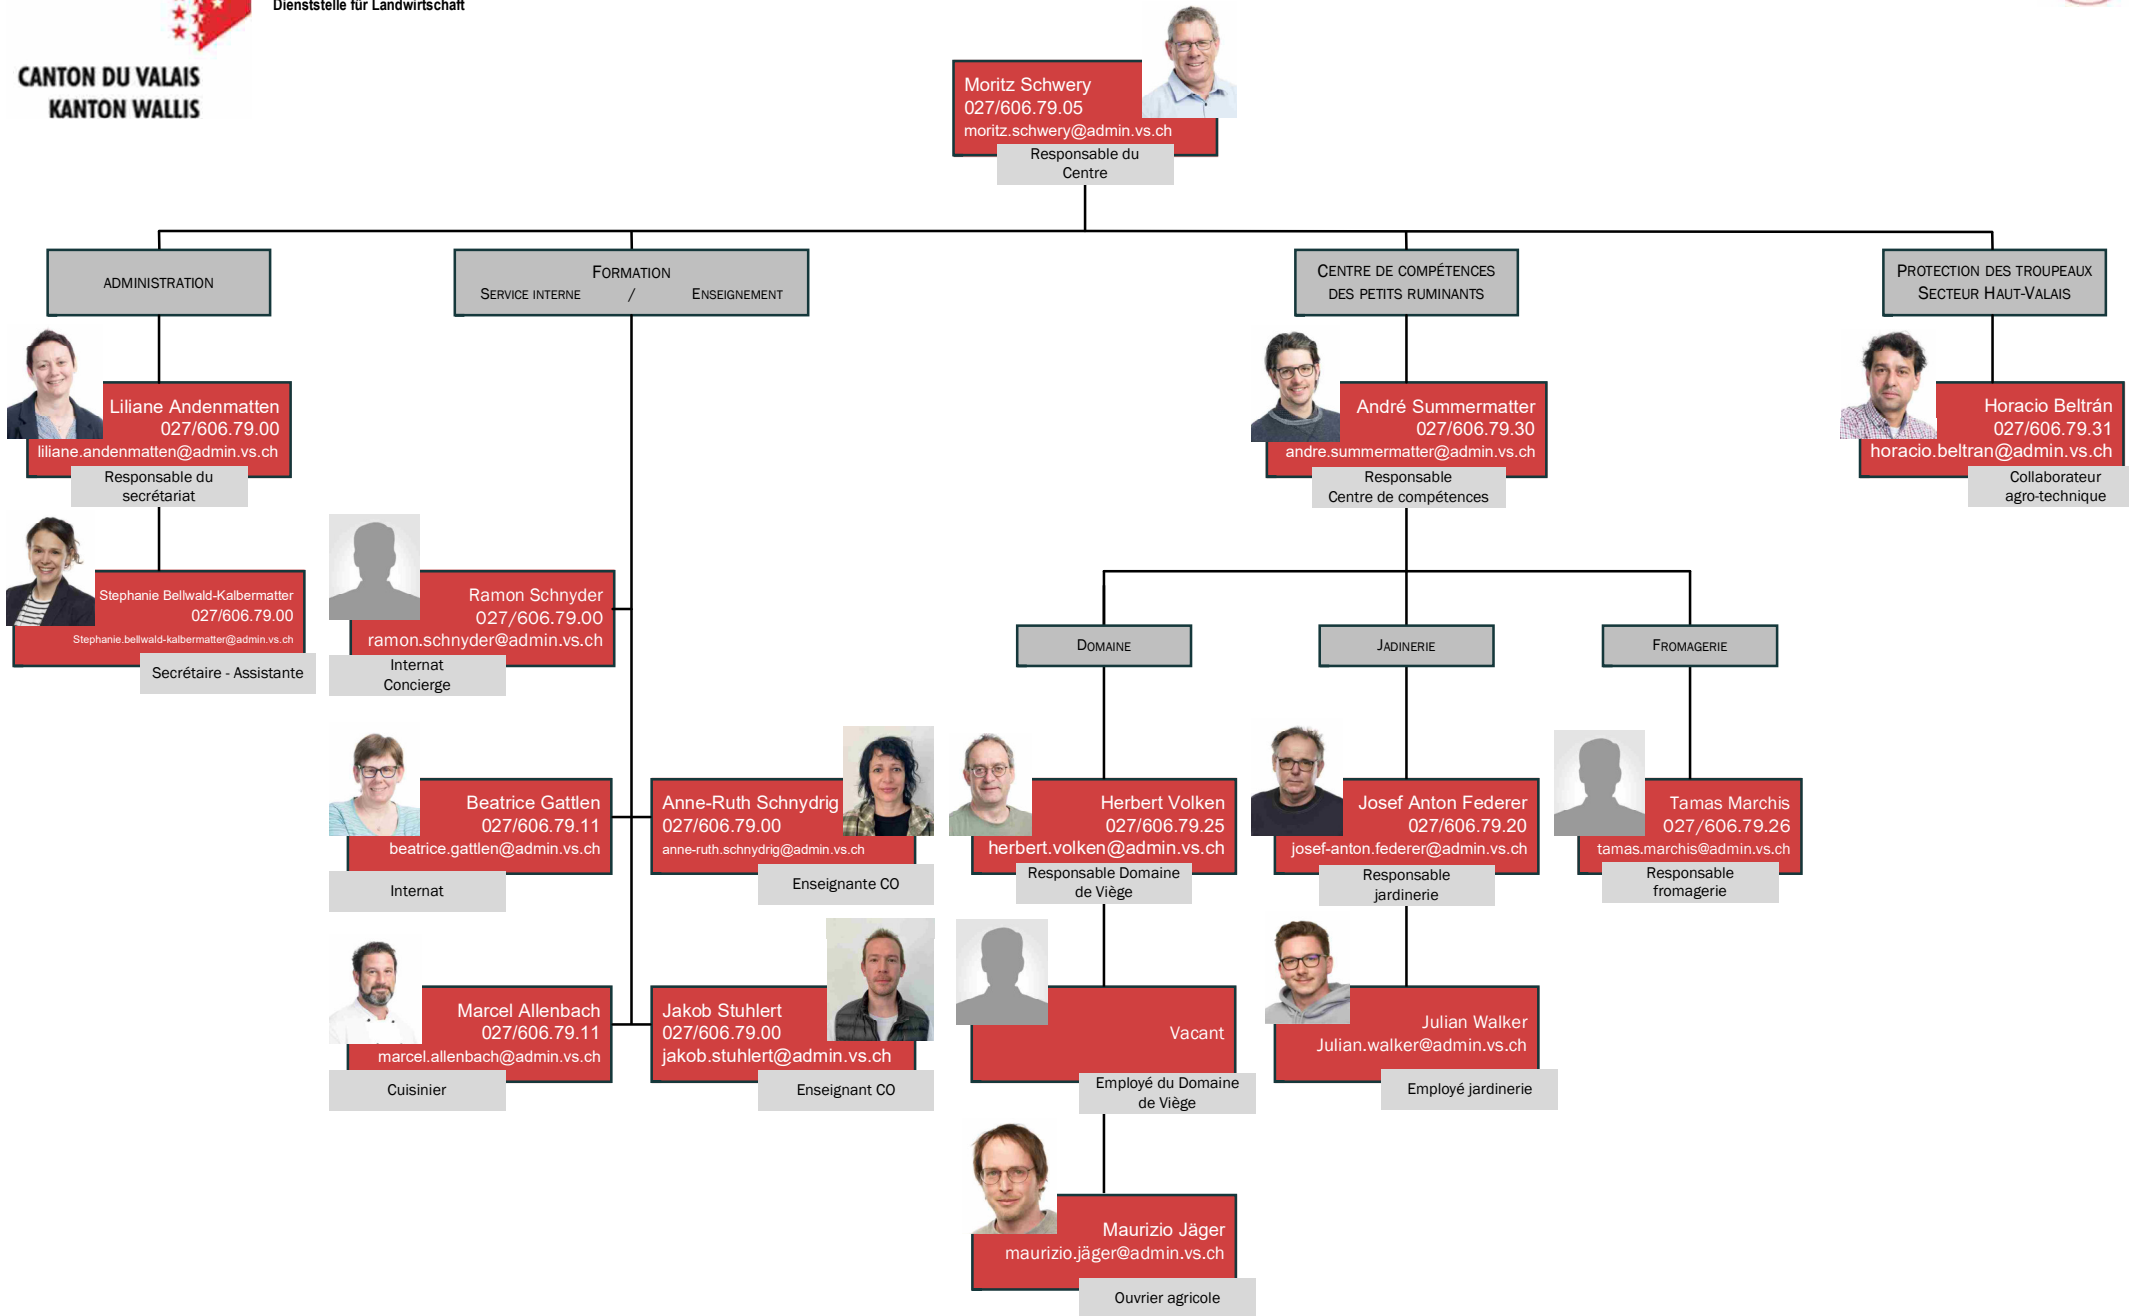 Dienststelle für Landwirtschaft
CANTON DU VALAIS
KANTON WALLIS
Moritz Schwery
027/606.79.05
moritz.schwery@admin.vs.ch
Responsable du
Centre
ADMINISTRATION
FORMATION
SERVICE INTERNE / ENSEIGNEMENT
CENTRE DE COMPÉTENCES
DES PETITS RUMINANTS
PROTECTION DES TROUPEAUX
SECTEUR HAUT-VALAIS
Liliane Andenmatten
027/606.79.00
liliane.andenmatten@admin.vs.ch
Responsable du
secrétariat
André Summermatter
027/606.79.30
andre.summermatter@admin.vs.ch
Responsable
Centre de compétences
Horacio Beltrán
027/606.79.31
horacio.beltran@admin.vs.ch
Collaborateur
agro-technique
Stephanie Bellwald-Kalbermatter
027/606.79.00
Stephanie.bellwald-kalbermatter@admin.vs.ch
Secrétaire - Assistante
Ramon Schnyder
027/606.79.00
ramon.schnyder@admin.vs.ch
Internat
Concierge
DOMAINE
JADINERIE
FROMAGERIE
Beatrice Gattlen
027/606.79.11
beatrice.gattlen@admin.vs.ch
Internat
Anne-Ruth Schnydrig
027/606.79.00
anne-ruth.schnydrig@admin.vs.ch
Enseignante CO
Herbert Volken
027/606.79.25
herbert.volken@admin.vs.ch
Responsable Domaine
de Viège
Josef Anton Federer
027/606.79.20
josef-anton.federer@admin.vs.ch
Responsable
jardinerie
Tamas Marchis
027/606.79.26
tamas.marchis@admin.vs.ch
Responsable
fromagerie
Marcel Allenbach
027/606.79.11
marcel.allenbach@admin.vs.ch
Cuisinier
Jakob Stuhlert
027/606.79.00
jakob.stuhlert@admin.vs.ch
Enseignant CO
Vacant
Employé du Domaine
de Viège
Julian Walker
Julian.walker@admin.vs.ch
Employé jardinerie
Maurizio Jäger
maurizio.jäger@admin.vs.ch
Ouvrier agricole